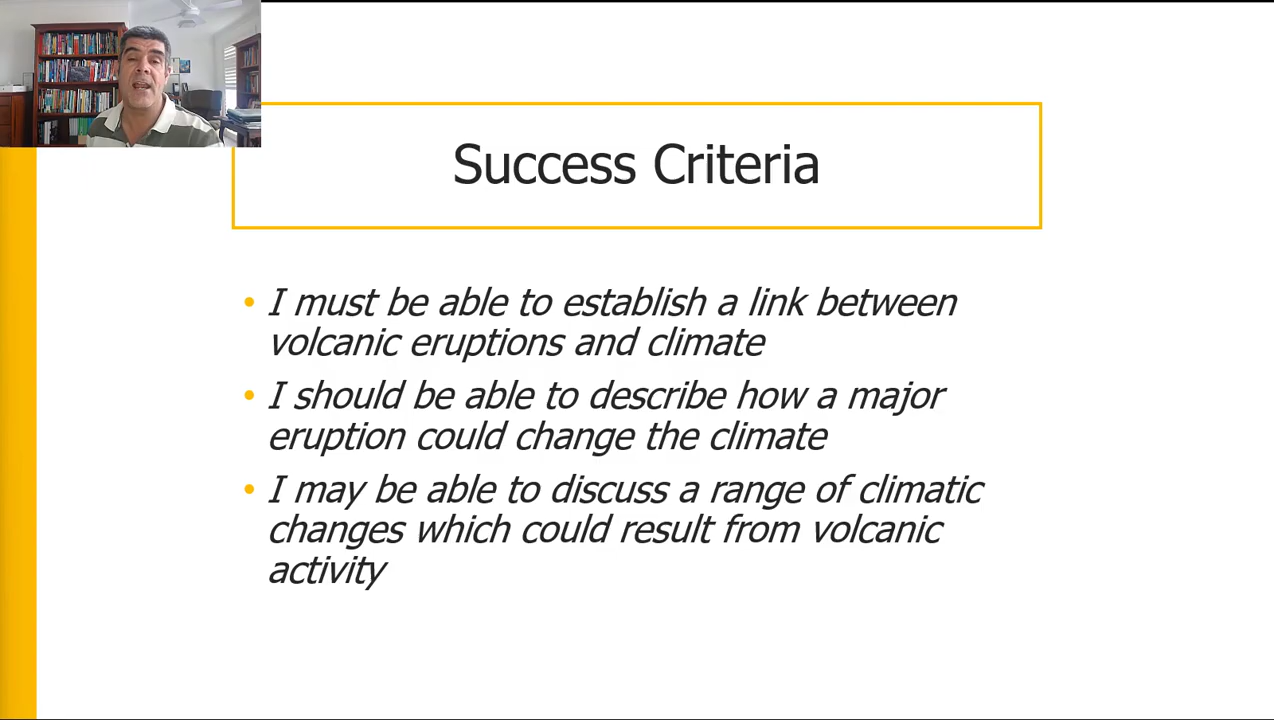 Success Criteria
• I must be able to establish a link between
volcanic eruptions and climate
• I should be able to describe how a major
eruption could change the climate
• I may be able to discuss a range of climatic
changes which could result from volcanic
activity